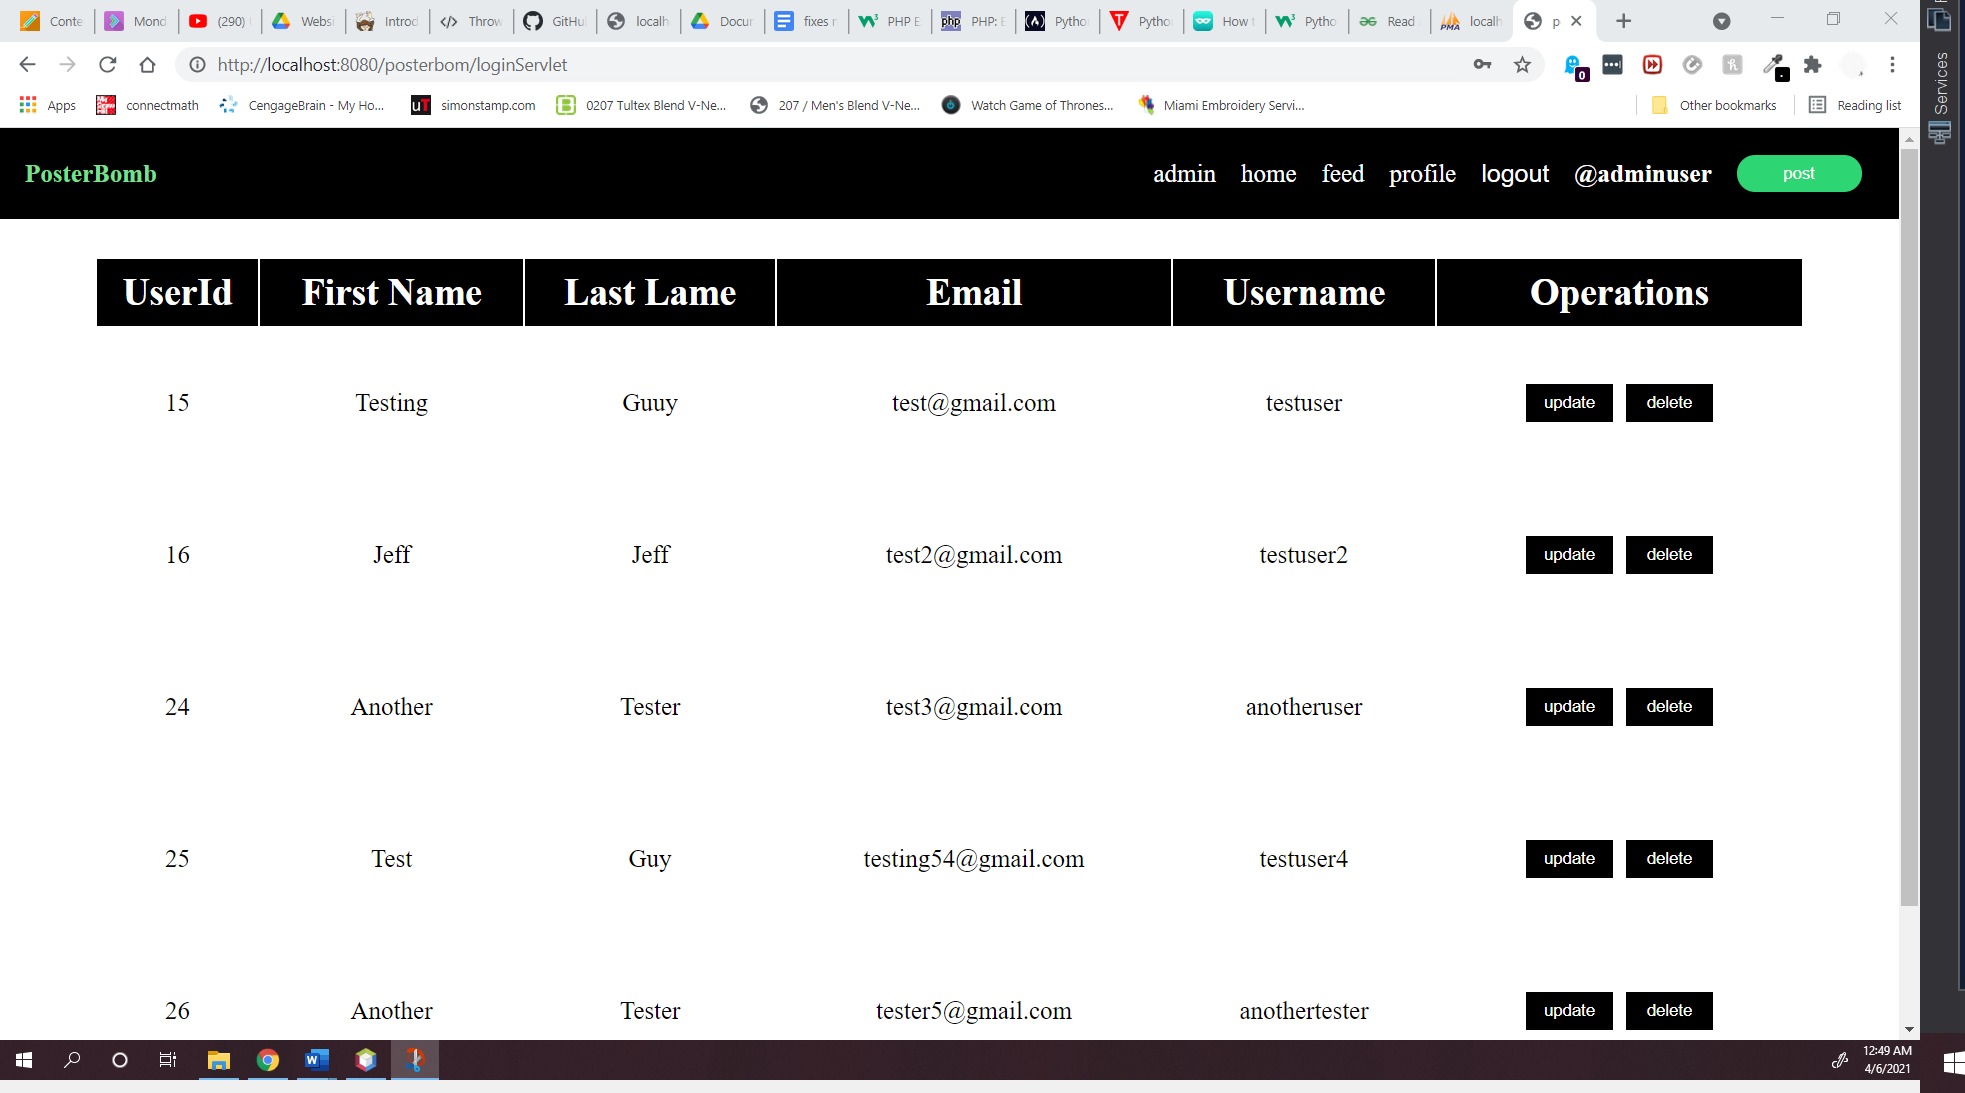 Conte Mond (290) Websi Introd Throw GitHu localh Docur fixes r PHP E PHP: E Pytho Pytho How t Pytho Read localh p
http://localhost:8080/posterbom/loginServlet
0
Apps connectmath CengageBrain - My Ho... simonstamp.com 0207 Tultex Blend V-Ne... 207 / Men's Blend V-Ne... Watch Game of Thrones... Miami Embroidery Servi... Other bookmarks Reading list
Services
PosterBomb admin home feed profile logout @adminuser post
UserId First Name Last Lame Email Username Operations
15 Testing Guuy test@gmail.com testuser update delete
16 Jeff Jeff test2@gmail.com testuser2 update delete
24 Another Tester test3@gmail.com anotheruser update delete
25 Test Guy testing54@gmail.com testuser4 update delete
26 Another Tester tester5@gmail.com anothertester update delete
12:49 AM
4/6/2021